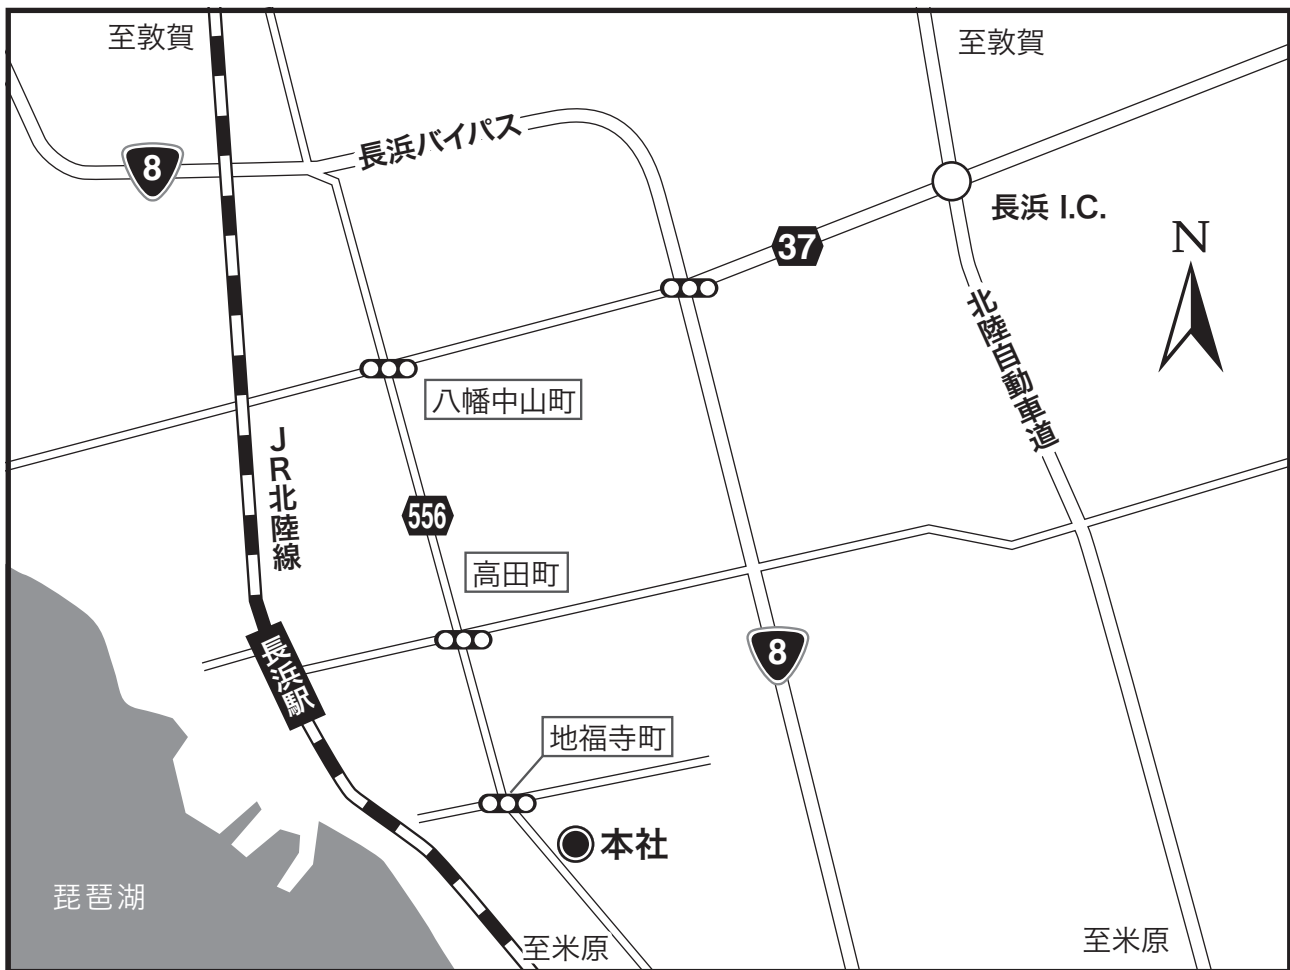 至敦賀
至敦賀
長浜バイパス
8
長浜 I.C.
N
37
北陸自動車道
八幡中山町
JR北陸線
556
高田町
長浜駅
8
地福寺町
本社
琵琶湖
至米原
至米原